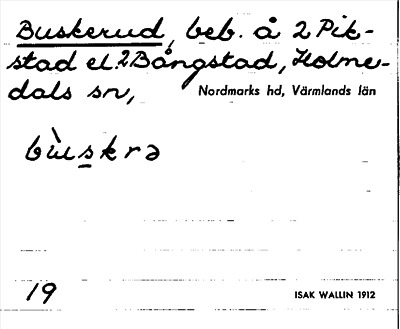 Buskerud, beb. å 2 Pik-
stad el. 2 Bångstad, Holme-
dals sn, Nordmarks hd, Värmlands län
bùskrə
19 ISAK WALLIN 1912